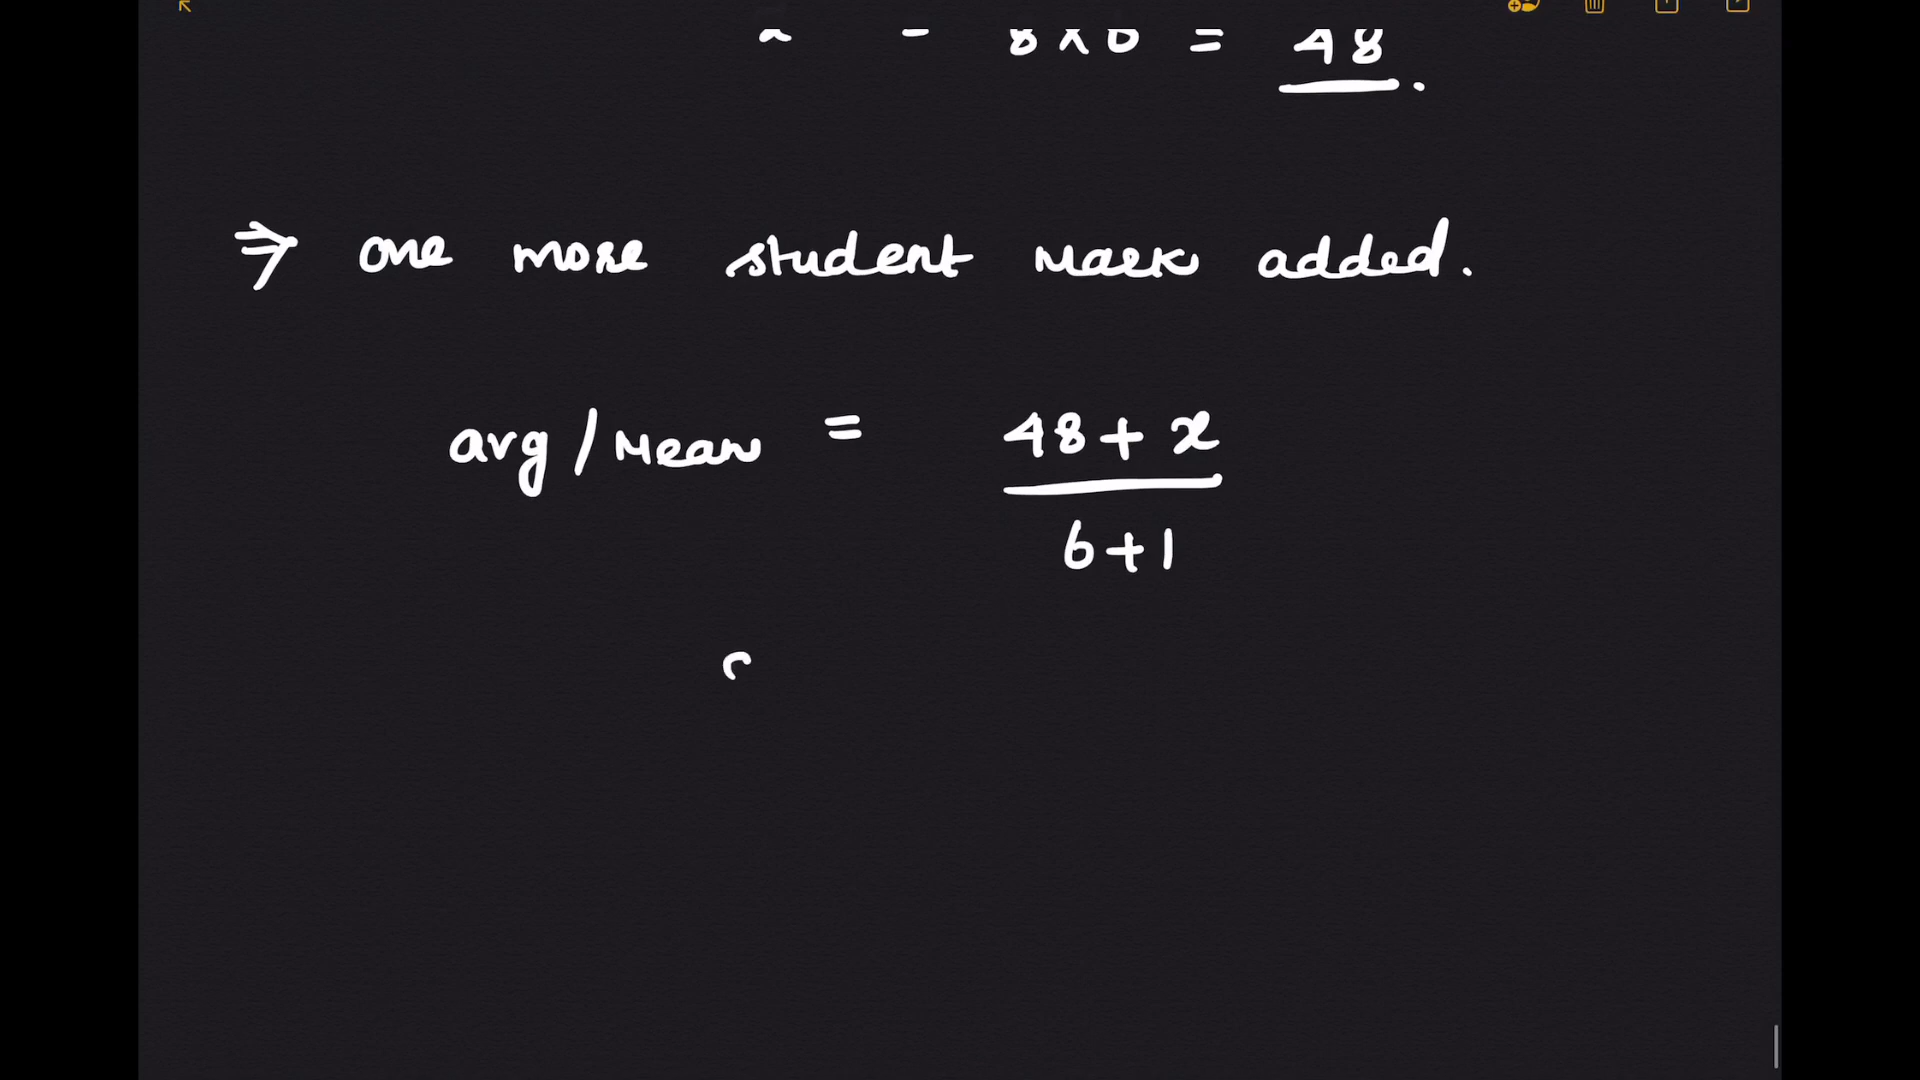 = 8 x 6 = 48.
⇒ one more student Mark added.
avg/Mean = 48 + x
6 + 1